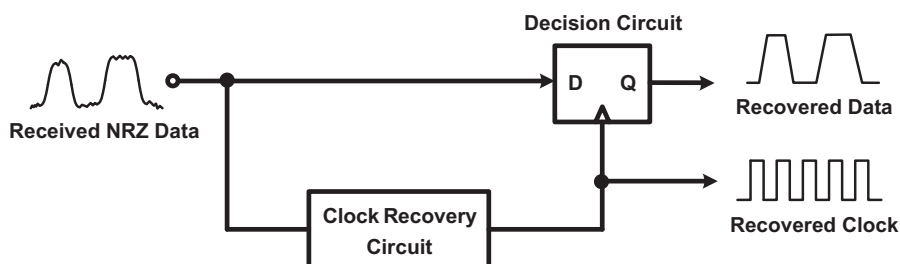 Decision Circuit
D Q
Received NRZ Data
Recovered Data
Clock Recovery
Circuit
Recovered Clock